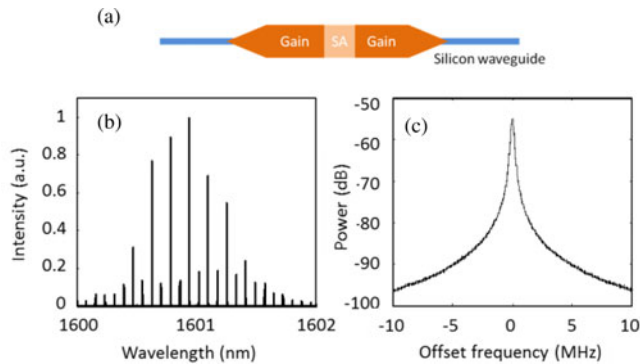 (a)
Gain SA Gain
Silicon waveguide
(b)
Intensity (a.u.)
1
0.8
0.6
0.4
0.2
0
1600 1601 1602
Wavelength (nm)
(c)
Power (dB)
-50
-60
-70
-80
-90
-100
-10 -5 0 5 10
Offset frequency (MHz)